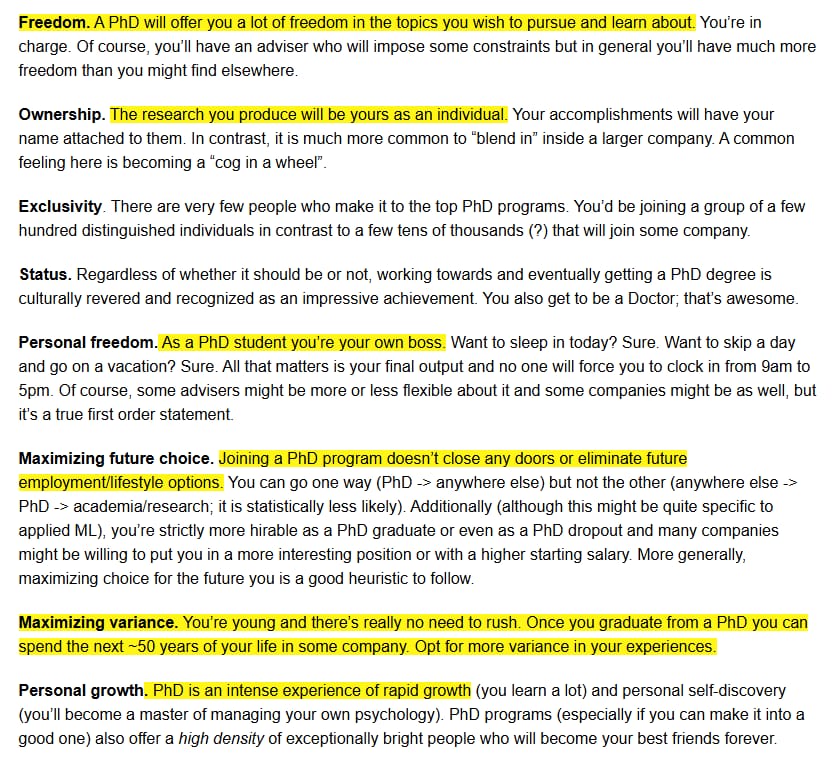 Freedom. A PhD will offer you a lot of freedom in the topics you wish to pursue and learn about. You’re in
charge. Of course, you’ll have an adviser who will impose some constraints but in general you’ll have much more
freedom than you might find elsewhere.
Ownership. The research you produce will be yours as an individual. Your accomplishments will have your
name attached to them. In contrast, it is much more common to “blend in” inside a larger company. A common
feeling here is becoming a “cog in a wheel”.
Exclusivity. There are very few people who make it to the top PhD programs. You’d be joining a group of a few
hundred distinguished individuals in contrast to a few tens of thousands (?) that will join some company.
Status. Regardless of whether it should be or not, working towards and eventually getting a PhD degree is
culturally revered and recognized as an impressive achievement. You also get to be a Doctor; that’s awesome.
Personal freedom. As a PhD student you’re your own boss. Want to sleep in today? Sure. Want to skip a day
and go on a vacation? Sure. All that matters is your final output and no one will force you to clock in from 9am to
5pm. Of course, some advisers might be more or less flexible about it and some companies might be as well, but
it’s a true first order statement.
Maximizing future choice. Joining a PhD program doesn’t close any doors or eliminate future
employment/lifestyle options. You can go one way (PhD -> anywhere else) but not the other (anywhere else ->
PhD -> academia/research; it is statistically less likely). Additionally (although this might be quite specific to
applied ML), you’re strictly more hirable as a PhD graduate or even as a PhD dropout and many companies
might be willing to put you in a more interesting position or with a higher starting salary. More generally,
maximizing choice for the future you is a good heuristic to follow.
Maximizing variance. You’re young and there’s really no need to rush. Once you graduate from a PhD you can
spend the next ~50 years of your life in some company. Opt for more variance in your experiences.
Personal growth. PhD is an intense experience of rapid growth (you learn a lot) and personal self-discovery
(you’ll become a master of managing your own psychology). PhD programs (especially if you can make it into a
good one) also offer a high density of exceptionally bright people who will become your best friends forever.